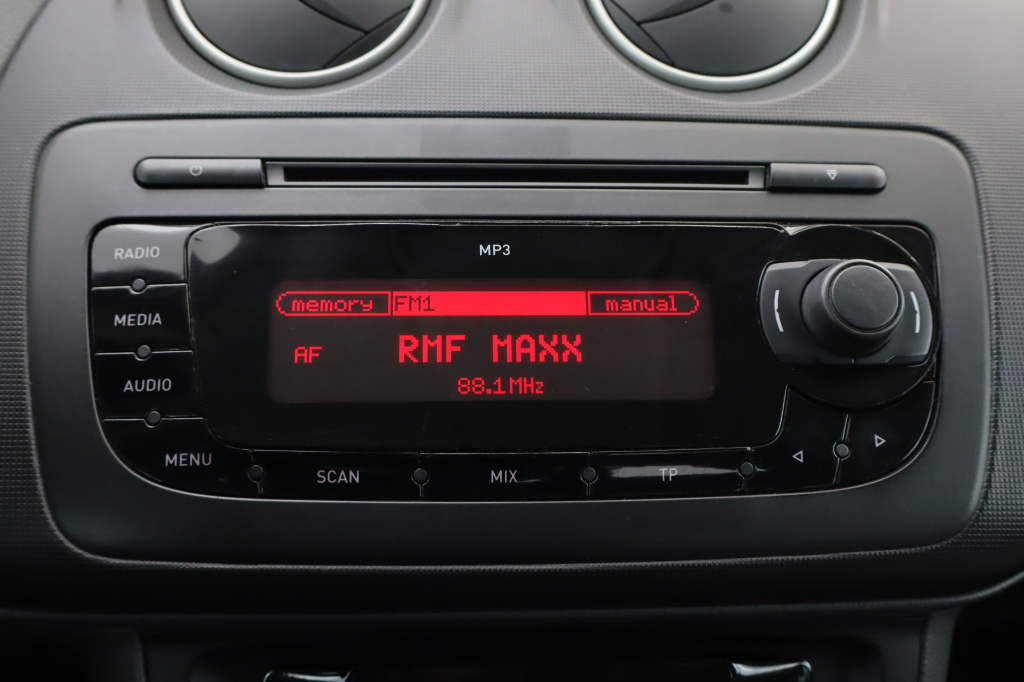 MP3
RADIO
MEDIA
AUDIO
MENU
memory FM1 manual
AF RMF MAXX
88.1MHz
SCAN MIX TP